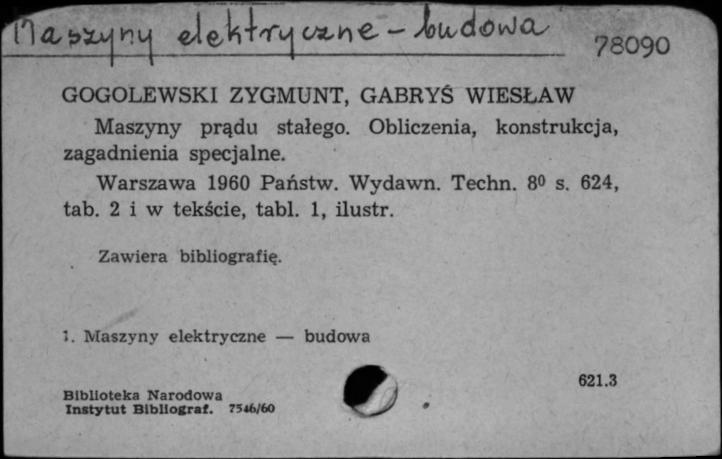 Maszyny elektryczne - budowa
78090
GOGOLEWSKI ZYGMUNT, GABRYŚ WIESŁAW
Maszyny prądu stałego. Obliczenia, konstrukcja,
zagadnienia specjalne.
Warszawa 1960 Państw. Wydawn. Techn. 8⁰ s. 624,
tab. 2 i w tekście, tabl. 1, ilustr.
Zawiera bibliografię.
1. Maszyny elektryczne — budowa
621.3
Biblioteka Narodowa
Instytut Bibliograf. 7546/60